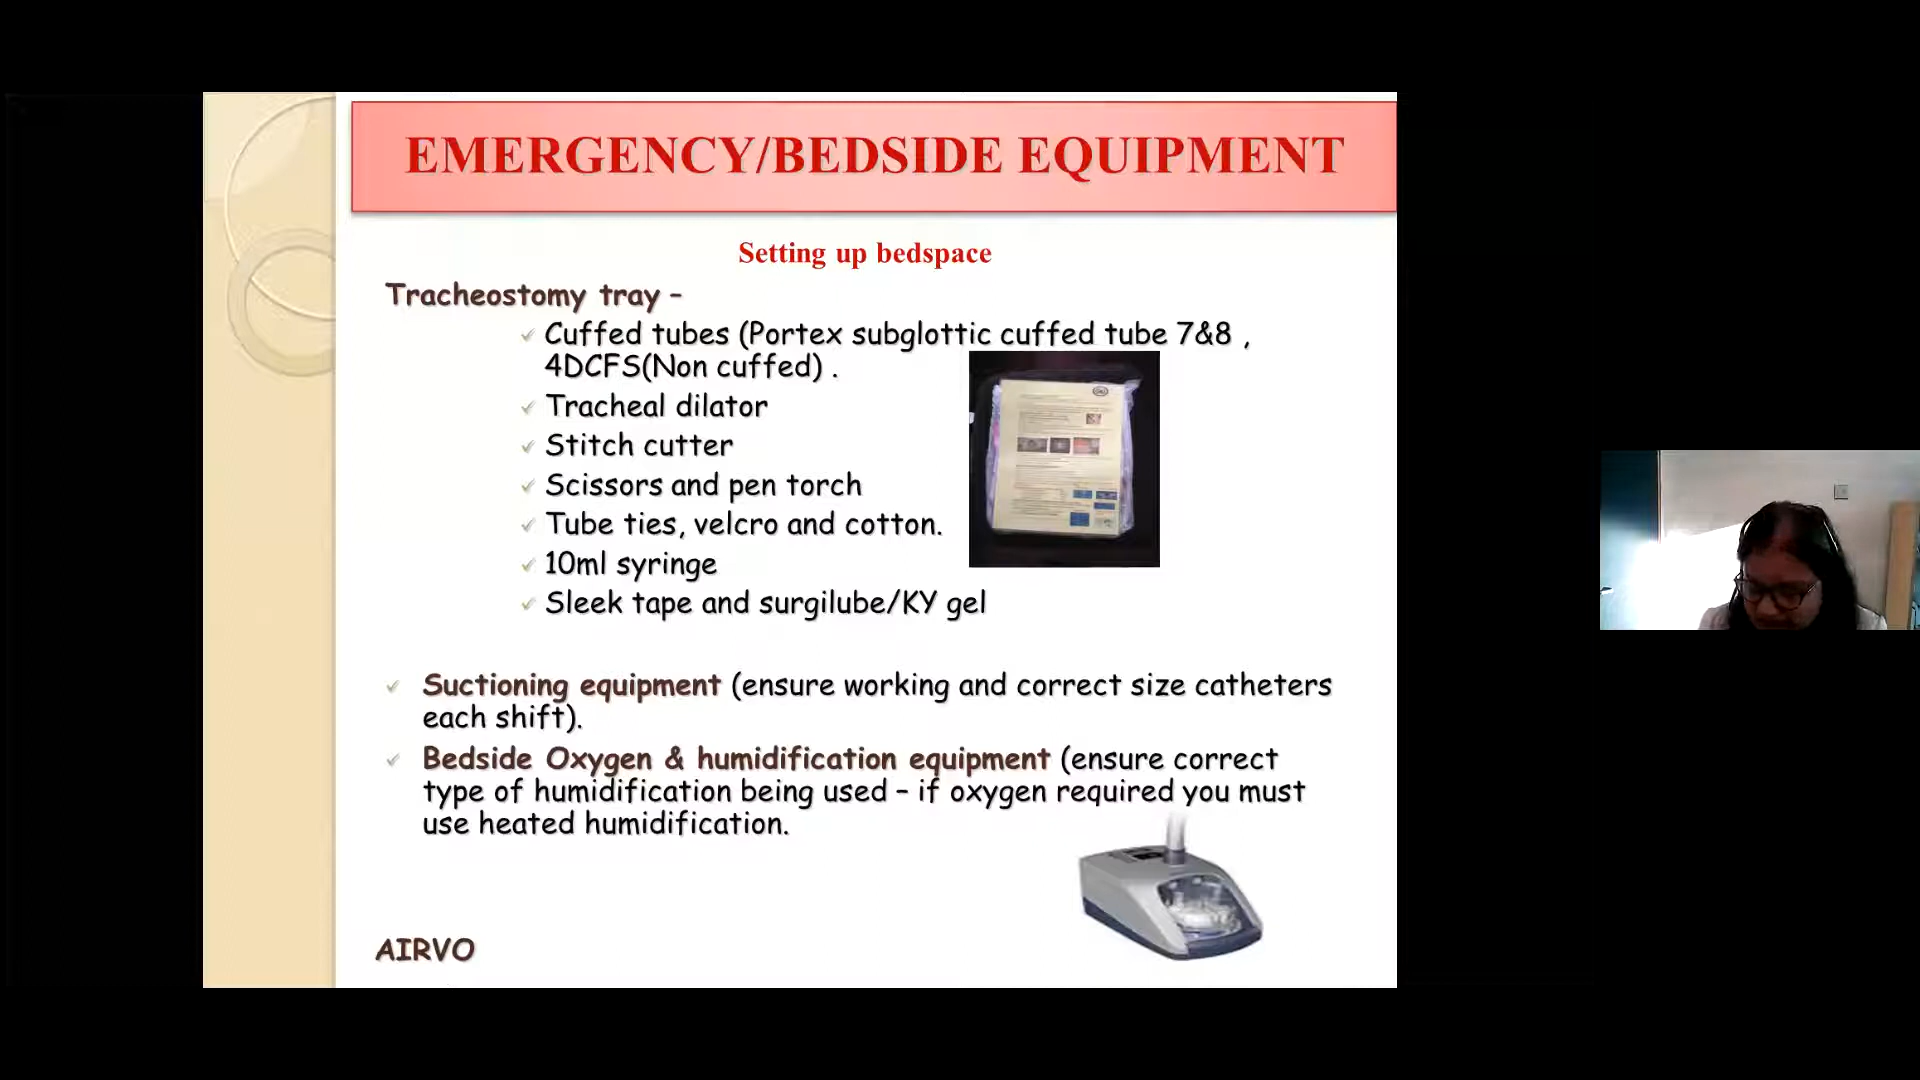 EMERGENCY/BEDSIDE EQUIPMENT
Setting up bedspace
Tracheostomy tray –
Cuffed tubes (Portex subglottic cuffed tube 7&8 ,
4DCFS(Non cuffed) .
Tracheal dilator
Stitch cutter
Scissors and pen torch
Tube ties, velcro and cotton.
10ml syringe
Sleek tape and surgilube/KY gel
Suctioning equipment (ensure working and correct size catheters
each shift).
Bedside Oxygen & humidification equipment (ensure correct
type of humidification being used – if oxygen required you must
use heated humidification.
AIRVO